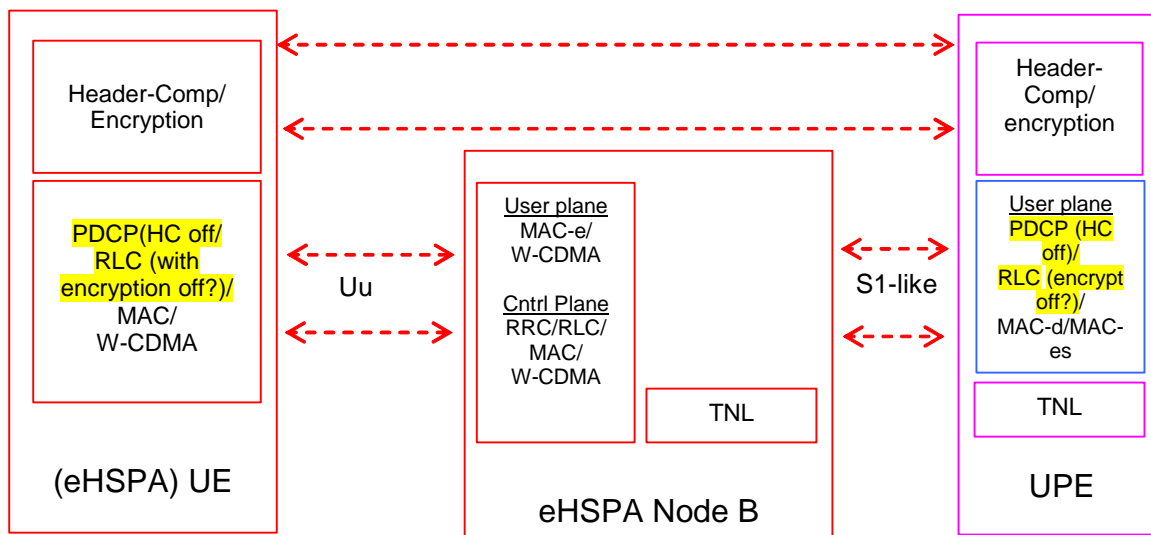 Header-Comp/
Encryption
PDCP(HC off/
RLC (with
encryption off?)/
MAC/
W-CDMA
(eHSPA) UE
Uu
User plane
MAC-e/
W-CDMA
Cntrl Plane
RRC/RLC/
MAC/
W-CDMA
TNL
eHSPA Node B
S1-like
Header-
Comp/
encryption
User plane
PDCP (HC
off)/
RLC (encrypt
off?)/
MAC-d/MAC-
es
TNL
UPE